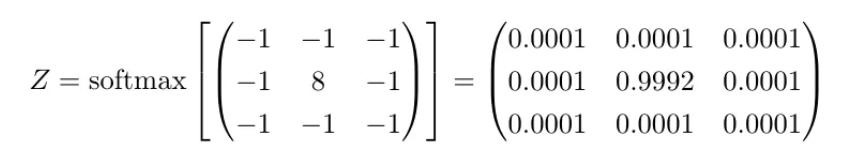 Z = softmax [ ( −1 −1 −1
−1 8 −1
−1 −1 −1 ) ] = ( 0.0001 0.0001 0.0001
0.0001 0.9992 0.0001
0.0001 0.0001 0.0001 )